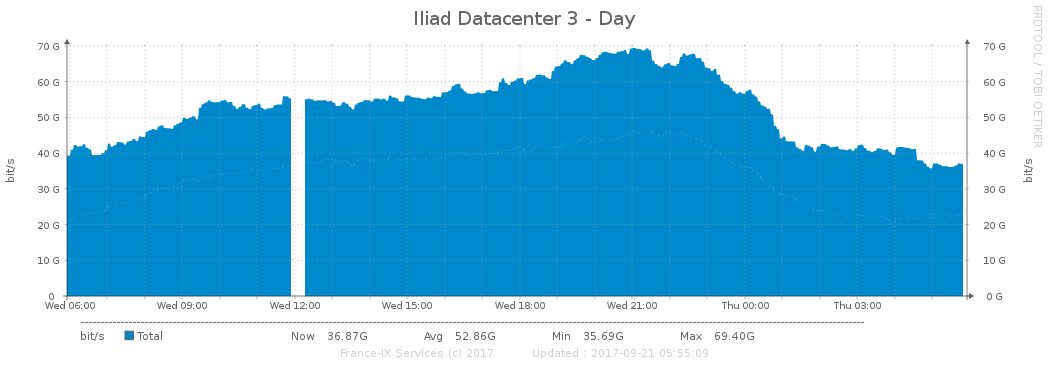 Iliad Datacenter 3 - Day
RRDTOOL / TOBI OETIKER
70 G 70 G
60 G 60 G
50 G 50 G
40 G 40 G
30 G 30 G
20 G 20 G
10 G 10 G
0 0 G
bit/s bit/s
Wed 06:00 Wed 09:00 Wed 12:00 Wed 15:00 Wed 18:00 Wed 21:00 Thu 00:00 Thu 03:00
bit/s Total Now 36.87G Avg 52.86G Min 35.69G Max 69.40G
France-IX Services (c) 2017 Updated : 2017-09-21 05:55:09